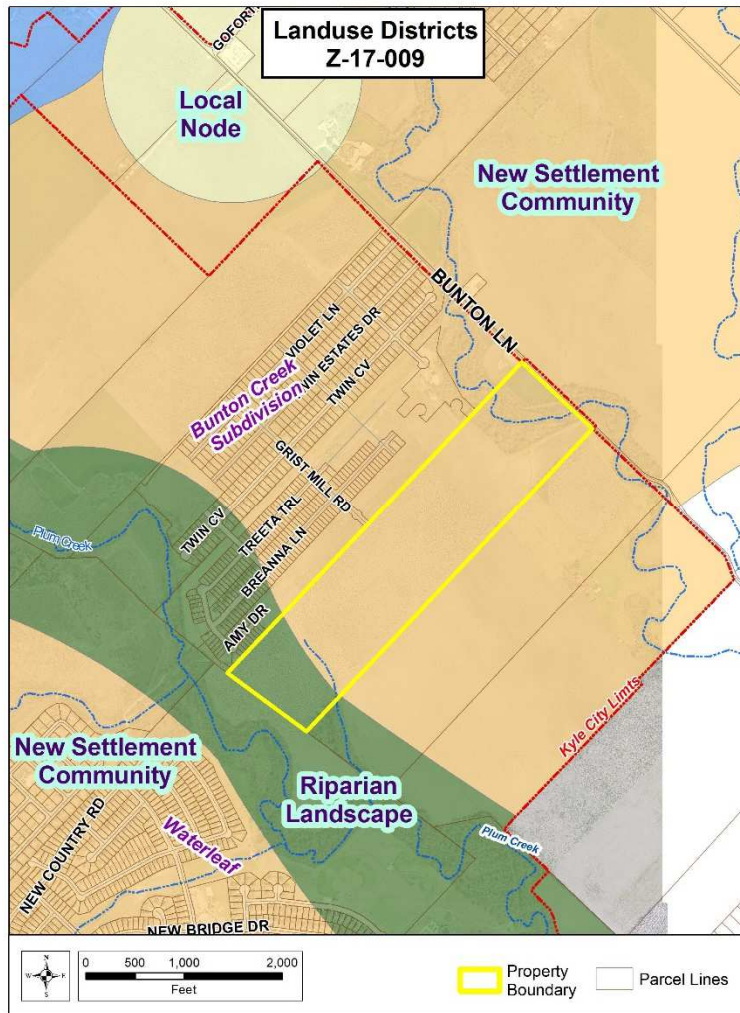 Landuse Districts
Z-17-009
Local
Node
New Settlement
Community
BUNTON LN
VIOLET LN
TWIN CV
Bunton Creek
Subdivision
GRIST MILL RD
TWIN CV
TREETA TRL
BREANNA LN
AMY DR
Plum Creek
New Settlement
Community
Riparian
Landscape
Kyle City Limts
Plum Creek
NEW COUNTRY RD
Waterleaf
NEW BRIDGE DR
N
W E
S
0 500 1,000 2,000
Feet
Property
Boundary
Parcel Lines